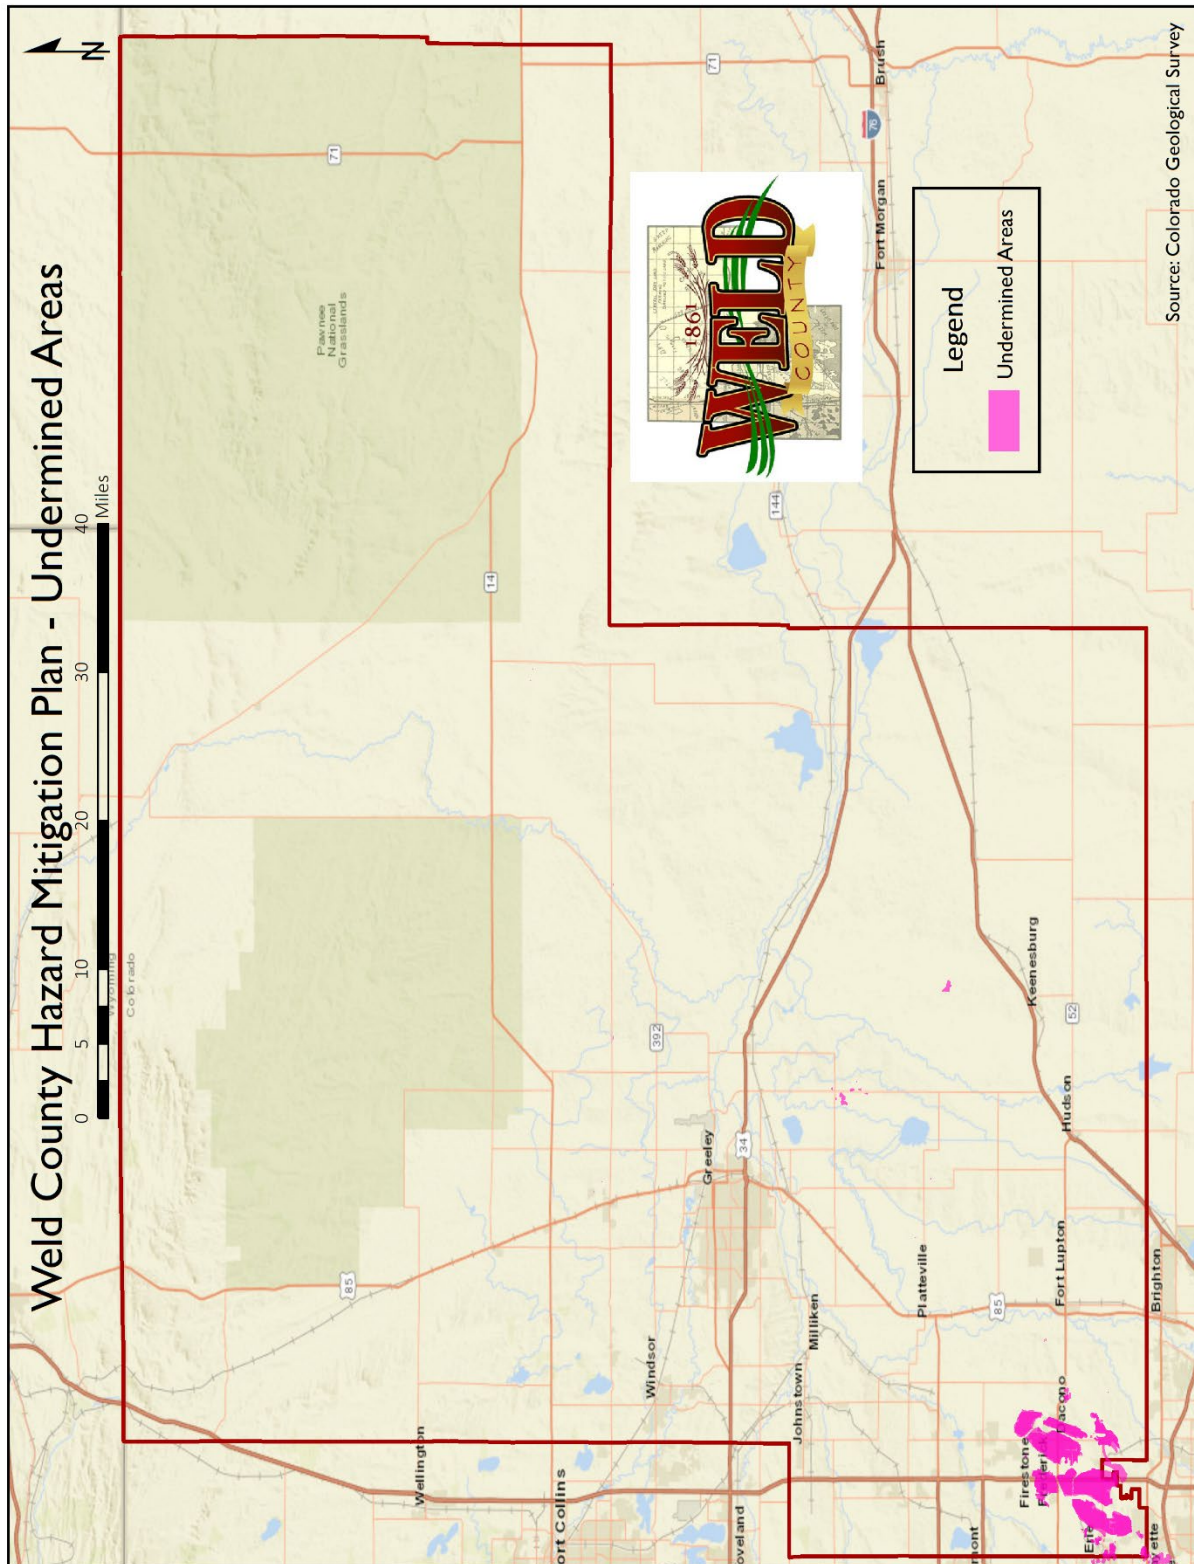 Weld County Hazard Mitigation Plan - Undermined Areas
N
0 5 10 20 30 40
Miles
Wyoming
Colorado
71
Pawnee
National
Grasslands
14
85
Wellington
392
71
Windsor
Greeley
34
144
Fort Collins
Loveland
Johnstown
Milliken
1861
WELD
COUNTY
Fort Morgan
76
Brush
Platteville
85
Keenesburg
52
Hudson
Fort Lupton
Firestone
Frederick
Dacono
Erie
Brighton
Legend
Undermined Areas
Source: Colorado Geological Survey